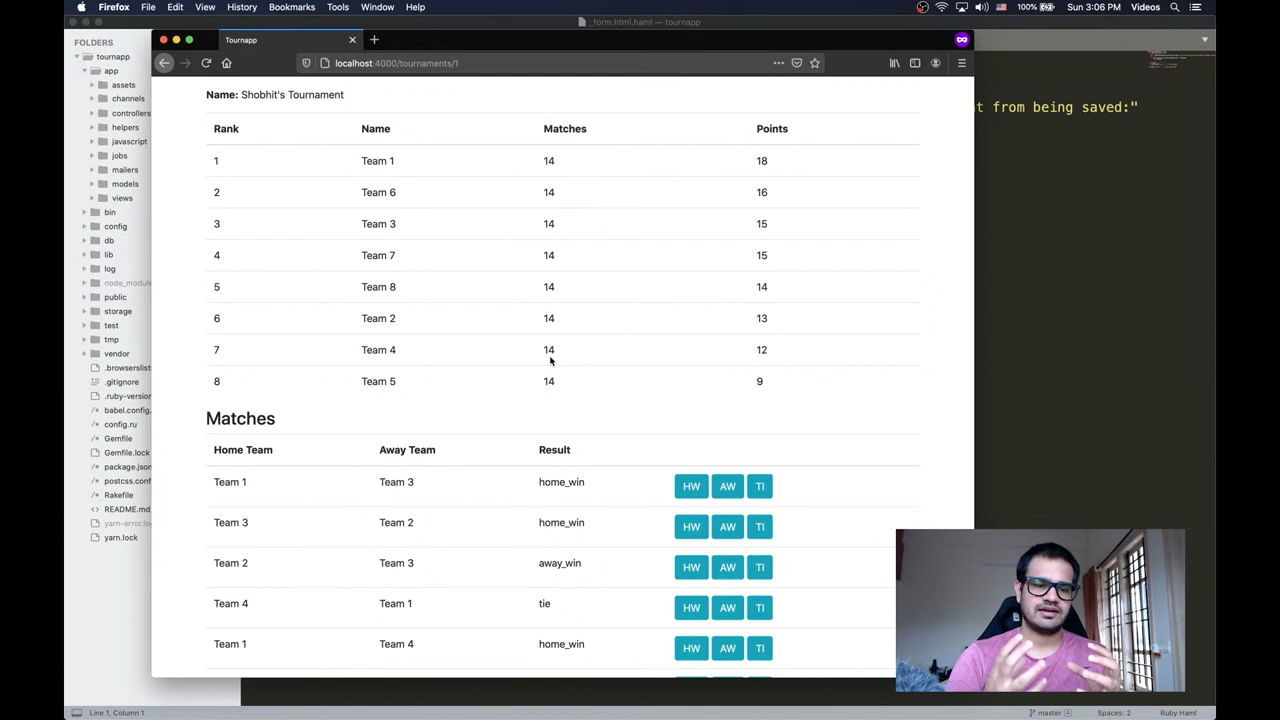 Firefox File Edit View History Bookmarks Tools Window Help
100% Sun 3:06 PM Videos
_form.html.haml — tournapp
FOLDERS
tournapp
app
assets
channels
controllers
helpers
javascript
jobs
mailers
models
views
bin
config
db
lib
log
node_module
public
storage
test
tmp
vendor
.browserslist
.gitignore
.ruby-version
babel.config.
config.ru
Gemfile
Gemfile.lock
package.json
postcss.conf
Rakefile
README.md
yarn-error.lo
yarn.lock
Tournapp
localhost:4000/tournaments/1
t from being saved:"
Name: Shobhit's Tournament
Rank Name Matches Points
1 Team 1 14 18
2 Team 6 14 16
3 Team 3 14 15
4 Team 7 14 15
5 Team 8 14 14
6 Team 2 14 13
7 Team 4 14 12
8 Team 5 14 9
Matches
Home Team Away Team Result
Team 1 Team 3 home_win HW AW TI
Team 3 Team 2 home_win HW AW TI
Team 2 Team 3 away_win HW AW TI
Team 4 Team 1 tie HW AW TI
Team 1 Team 4 home_win HW AW TI
Line 1, Column 1
master 4 Spaces: 2 Ruby Haml